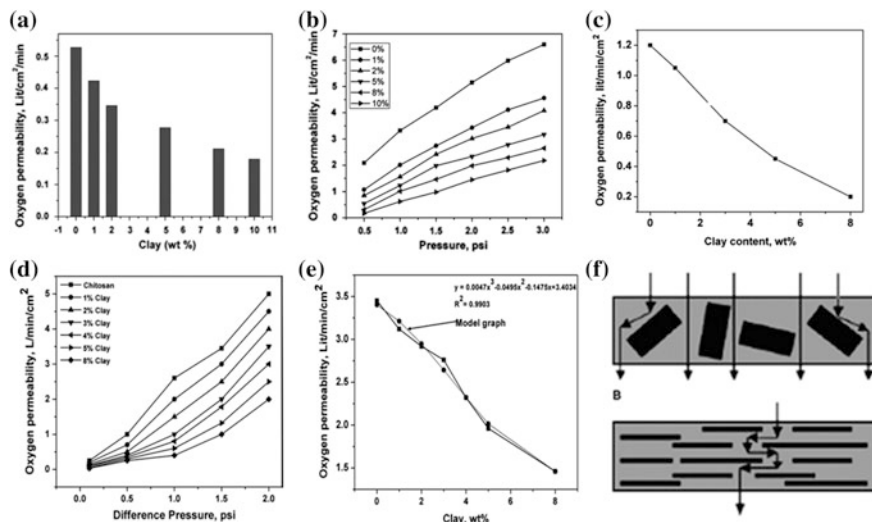 (a)
Oxygen permeability, Lit/cm²/min
0.5
0.4
0.3
0.2
0.1
0.0
-1 0 1 2 3 4 5 6 7 8 9 10 11
Clay (wt %)
(b)
Oxygen permeability, Lit/cm²/min
7
6
5
4
3
2
1
0
0%
1%
2%
5%
8%
10%
0.5 1.0 1.5 2.0 2.5 3.0
Pressure, psi
(c)
Oxygen permeability, lit/min/cm²
1.2
1.0
0.8
0.6
0.4
0.2
0 2 4 6 8
Clay content, wt%
(d)
Oxygen permeability, L/min/cm²
5
4
3
2
1
0
Chitosan
1% Clay
2% Clay
3% Clay
4% Clay
5% Clay
8% Clay
0.0 0.5 1.0 1.5 2.0
Difference Pressure, psi
(e)
Oxygen permeability, Lit/min/cm²
3.5
3.0
2.5
2.0
1.5
y = 0.0047x³-0.0495x²-0.1475x+3.4034
R² = 0.9903
Model graph
0 2 4 6 8
Clay, wt%
(f)
B